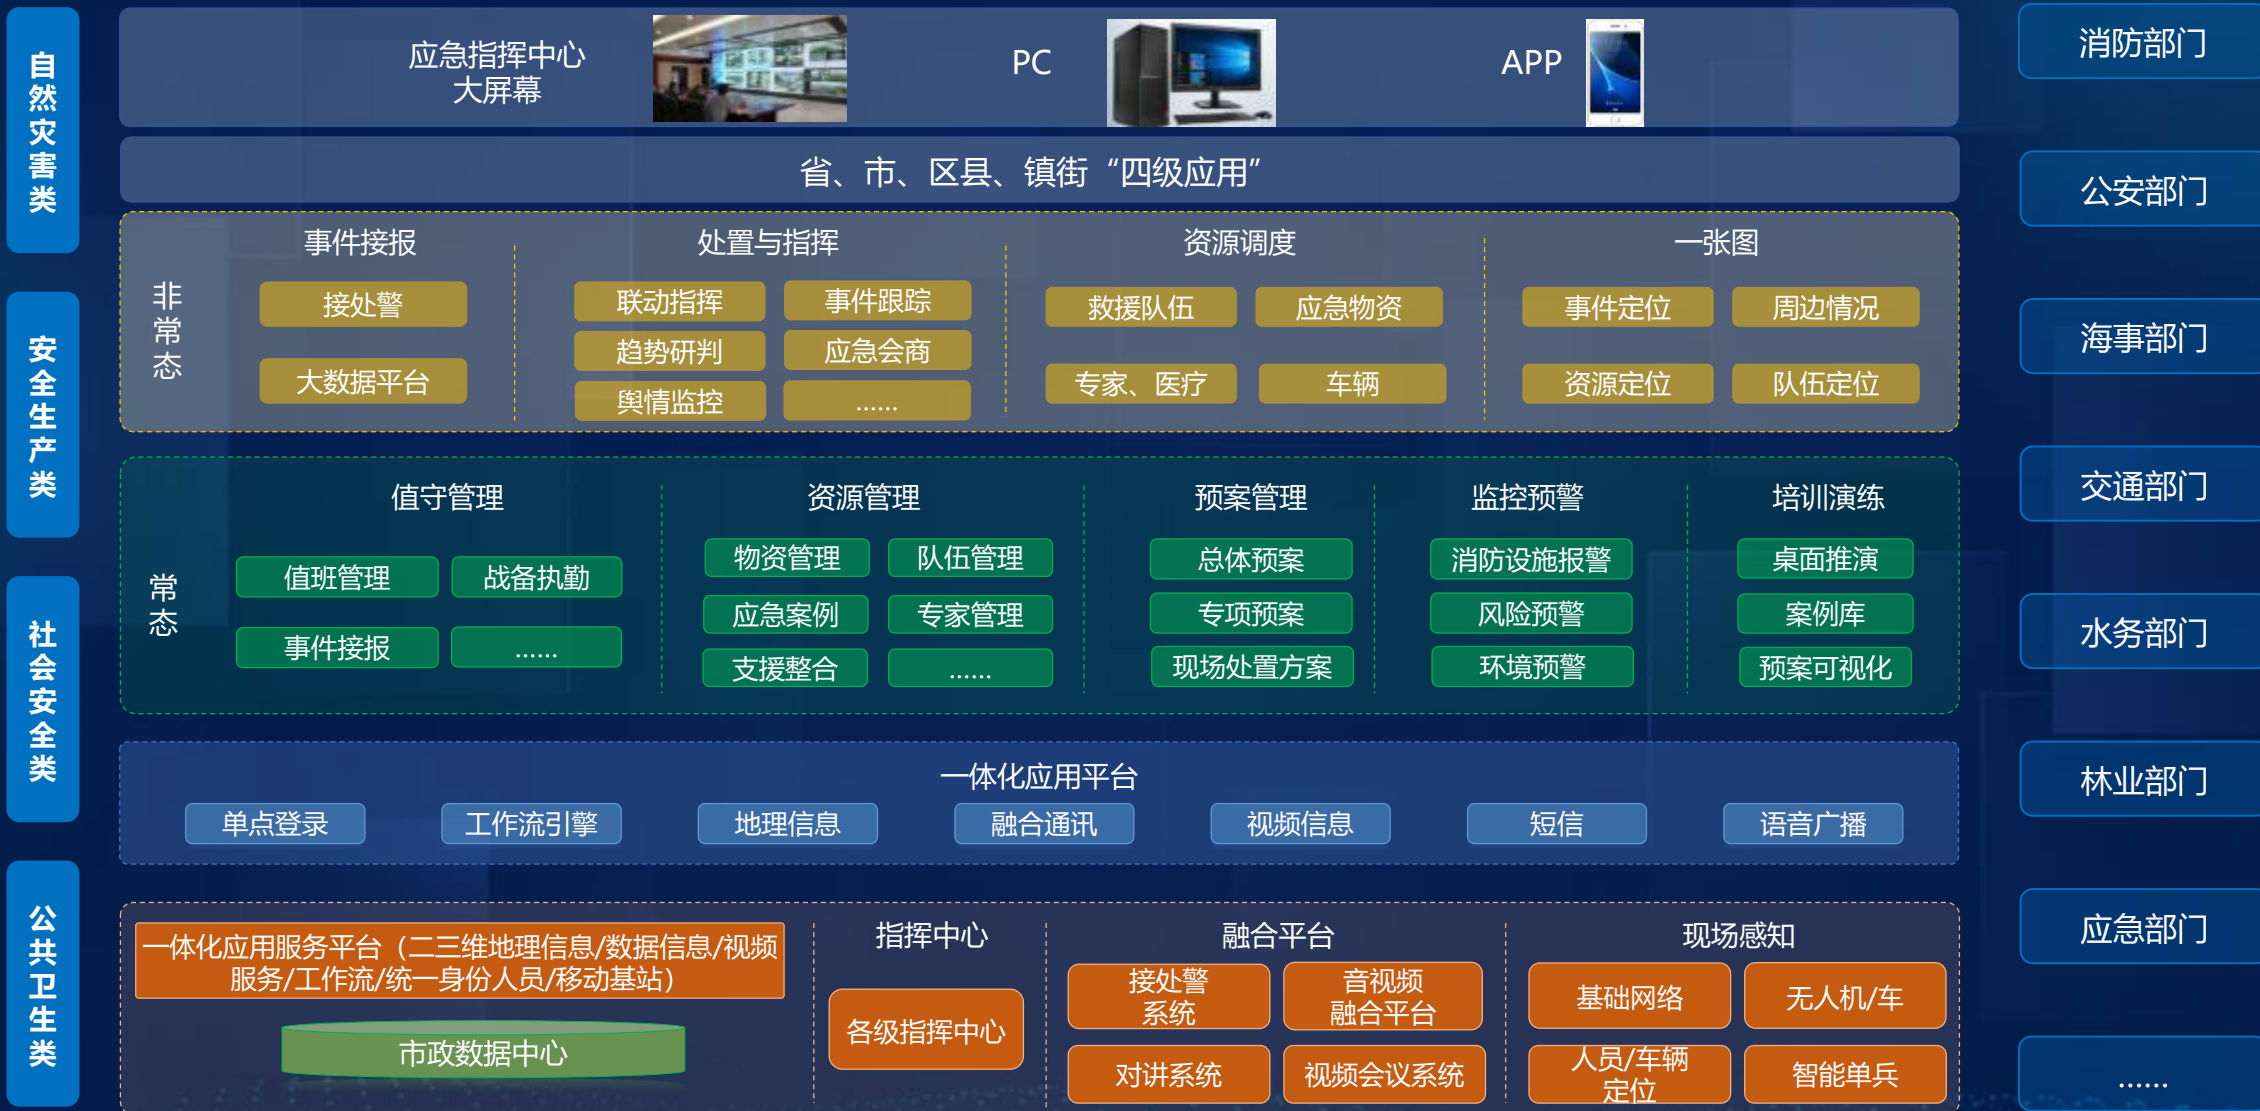 自然灾害类
安全生产类
社会安全类
公共卫生类
应急指挥中心
大屏幕
PC
APP
省、市、区县、镇街“四级应用”
非常态
事件接报
接处警
大数据平台
处置与指挥
联动指挥
事件跟踪
趋势研判
应急会商
舆情监控
......
资源调度
救援队伍
应急物资
专家、医疗
车辆
一张图
事件定位
周边情况
资源定位
队伍定位
常态
值守管理
值班管理
战备执勤
事件接报
......
资源管理
物资管理
队伍管理
应急案例
专家管理
支援整合
......
预案管理
总体预案
专项预案
现场处置方案
监控预警
消防设施报警
风险预警
环境预警
培训演练
桌面推演
案例库
预案可视化
一体化应用平台
单点登录
工作流引擎
地理信息
融合通讯
视频信息
短信
语音广播
一体化应用服务平台（二三维地理信息/数据信息/视频
服务/工作流/统一身份人员/移动基站）
市政数据中心
指挥中心
各级指挥中心
融合平台
接处警
系统
音视频
融合平台
对讲系统
视频会议系统
现场感知
基础网络
无人机/车
人员/车辆
定位
智能单兵
消防部门
公安部门
海事部门
交通部门
水务部门
林业部门
应急部门
......